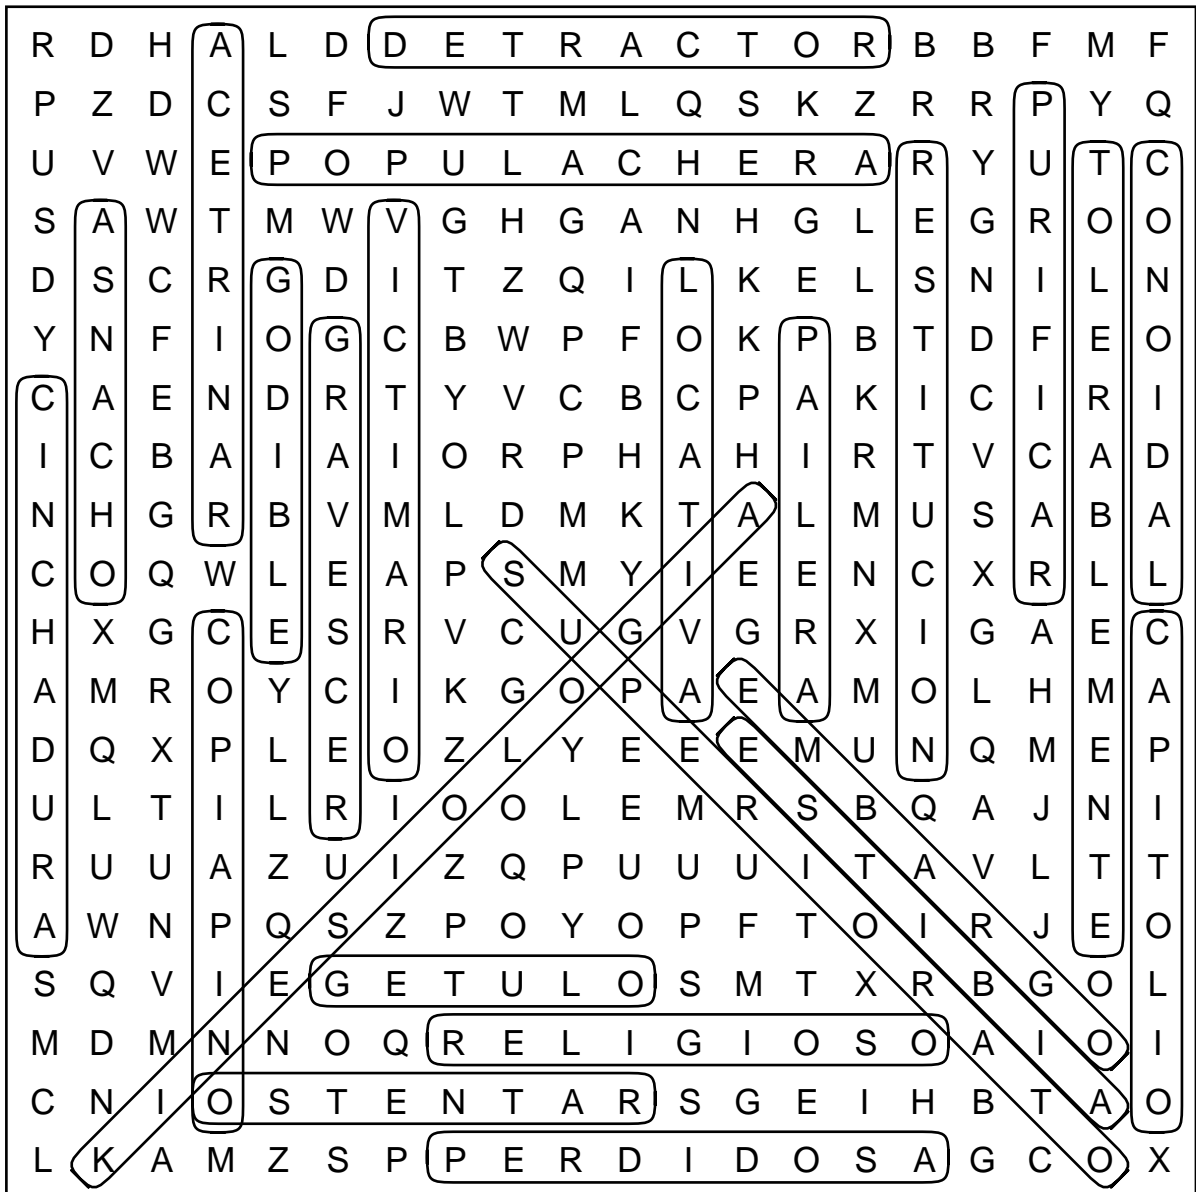 R D H A L D D E T R A C T O R B B F M F
P Z D C S F J W T M L Q S K Z R R P Y Q
U V W E P O P U L A C H E R A R Y U T C
S A W T M W V G H G A N H G L E G R O O
D S C R G D I T Z Q I L K E L S N I L N
Y N F I O G C B W P F O K P B T D F E O
C A E N D R T Y V C B C P A K I C I R I
I C B A I A I O R P H A H I R T V C A D
N H G R B V M L D M K T A L M U S A B A
C O Q W L E A P S M Y I E E N C X R L L
H X G C E S R V C U G V G R X I G A E C
A M R O Y C I K G O P A E A M O L H M A
D Q X P L E O Z L Y E E E M U N Q M E P
U L T I L R I O O L E M R S B Q A J N I
R U U A Z U I Z Q P U U U I T A V L T T
A W N P Q S Z P O Y O P F T O I R J E O
S Q V I E G E T U L O S M T X R B G O L
M D M N N O Q R E L I G I O S O A I O I
C N I O S T E N T A R S G E I H B T A O
L K A M Z S P P E R D I D O S A G C O X